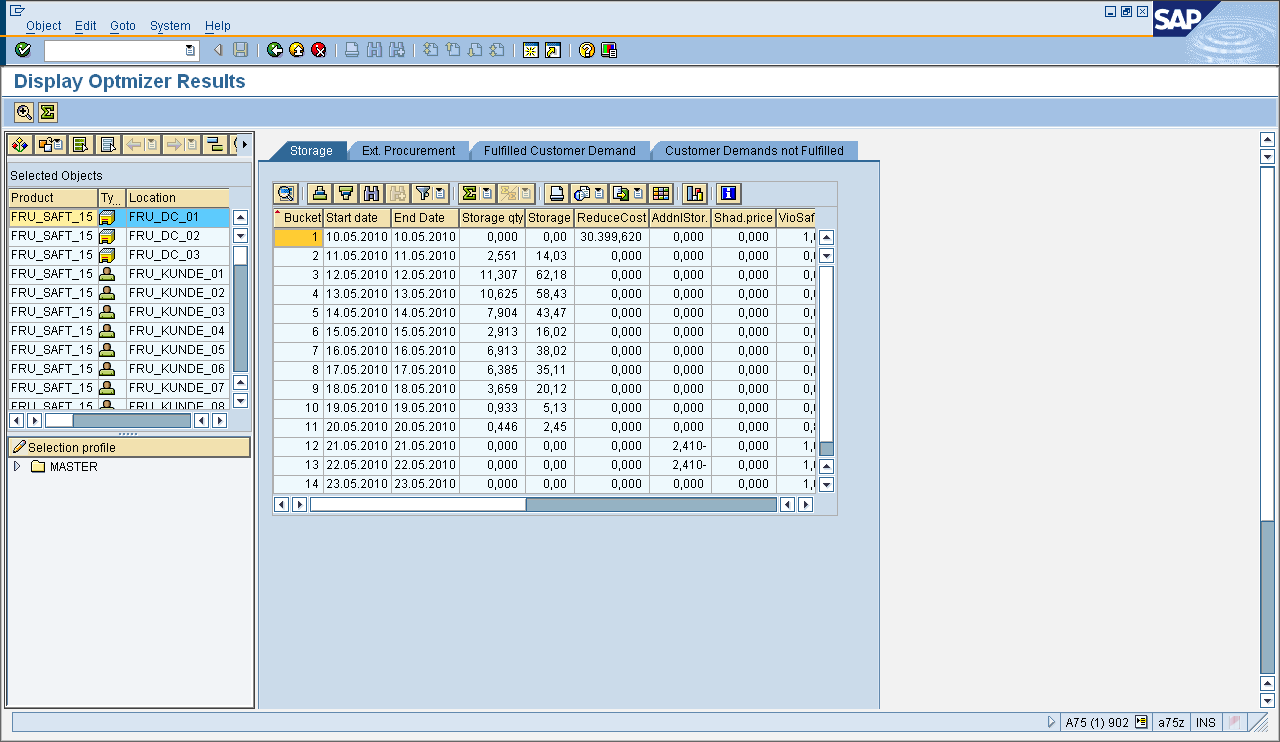 Object Edit Goto System Help
SAP
Display Optmizer Results
Selected Objects
Product Ty... Location
FRU_SAFT_15 FRU_DC_01
FRU_SAFT_15 FRU_DC_02
FRU_SAFT_15 FRU_DC_03
FRU_SAFT_15 FRU_KUNDE_01
FRU_SAFT_15 FRU_KUNDE_02
FRU_SAFT_15 FRU_KUNDE_03
FRU_SAFT_15 FRU_KUNDE_04
FRU_SAFT_15 FRU_KUNDE_05
FRU_SAFT_15 FRU_KUNDE_06
FRU_SAFT_15 FRU_KUNDE_07
FRU_SAFT_15 FRU_KUNDE_08
Selection profile
MASTER
Storage Ext. Procurement Fulfilled Customer Demand Customer Demands not Fulfilled
Bucket Start date End Date Storage qty Storage ReduceCost AddnlStor. Shad.price VioSaf
1 10.05.2010 10.05.2010 0,000 0,00 30.399,620 0,000 0,000 1,0
2 11.05.2010 11.05.2010 2,551 14,03 0,000 0,000 0,000 0,0
3 12.05.2010 12.05.2010 11,307 62,18 0,000 0,000 0,000 0,0
4 13.05.2010 13.05.2010 10,625 58,43 0,000 0,000 0,000 0,0
5 14.05.2010 14.05.2010 7,904 43,47 0,000 0,000 0,000 0,0
6 15.05.2010 15.05.2010 2,913 16,02 0,000 0,000 0,000 0,0
7 16.05.2010 16.05.2010 6,913 38,02 0,000 0,000 0,000 0,0
8 17.05.2010 17.05.2010 6,385 35,11 0,000 0,000 0,000 0,0
9 18.05.2010 18.05.2010 3,659 20,12 0,000 0,000 0,000 0,0
10 19.05.2010 19.05.2010 0,933 5,13 0,000 0,000 0,000 0,0
11 20.05.2010 20.05.2010 0,446 2,45 0,000 0,000 0,000 0,8
12 21.05.2010 21.05.2010 0,000 0,00 0,000 2,410- 0,000 1,0
13 22.05.2010 22.05.2010 0,000 0,00 0,000 2,410- 0,000 1,0
14 23.05.2010 23.05.2010 0,000 0,00 0,000 0,000 0,000 1,0
A75 (1) 902 a75z INS